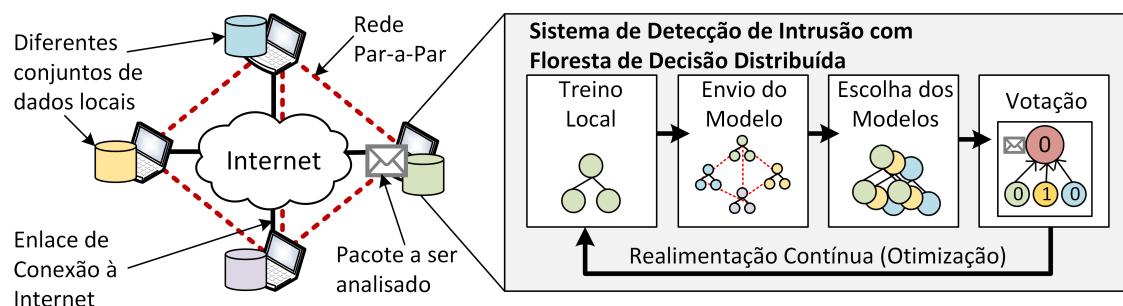 Diferentes
conjuntos de
dados locais
Rede
Par-a-Par
Internet
Enlace de
Conexão à
Internet
Pacote a ser
analisado
Sistema de Detecção de Intrusão com
Floresta de Decisão Distribuída
Treino
Local
Envio do
Modelo
Escolha dos
Modelos
Votação
0
0 1 0
Realimentação Contínua (Otimização)